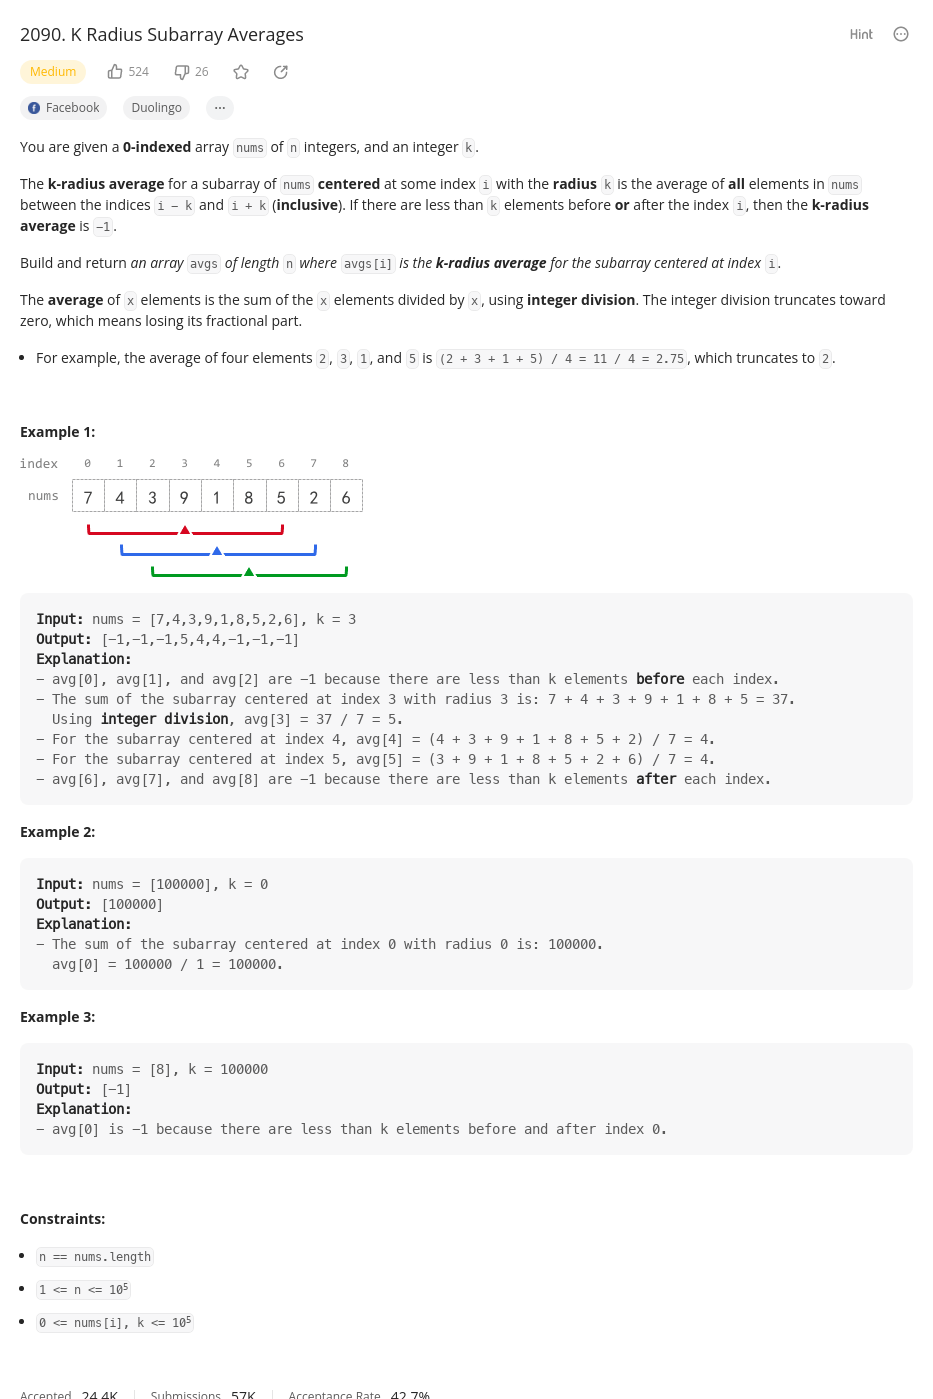 2090. K Radius Subarray Averages
Hint
Medium 524 26
Facebook Duolingo ...
You are given a 0-indexed array nums of n integers, and an integer k.
The k-radius average for a subarray of nums centered at some index i with the radius k is the average of all elements in nums
between the indices i - k and i + k (inclusive). If there are less than k elements before or after the index i, then the k-radius
average is -1.
Build and return an array avgs of length n where avgs[i] is the k-radius average for the subarray centered at index i.
The average of x elements is the sum of the x elements divided by x, using integer division. The integer division truncates toward
zero, which means losing its fractional part.
• For example, the average of four elements 2, 3, 1, and 5 is (2 + 3 + 1 + 5) / 4 = 11 / 4 = 2.75, which truncates to 2.
Example 1:
index 0 1 2 3 4 5 6 7 8
nums 7 4 3 9 1 8 5 2 6
Input: nums = [7,4,3,9,1,8,5,2,6], k = 3
Output: [-1,-1,-1,5,4,4,-1,-1,-1]
Explanation:
- avg[0], avg[1], and avg[2] are -1 because there are less than k elements before each index.
- The sum of the subarray centered at index 3 with radius 3 is: 7 + 4 + 3 + 9 + 1 + 8 + 5 = 37.
Using integer division, avg[3] = 37 / 7 = 5.
- For the subarray centered at index 4, avg[4] = (4 + 3 + 9 + 1 + 8 + 5 + 2) / 7 = 4.
- For the subarray centered at index 5, avg[5] = (3 + 9 + 1 + 8 + 5 + 2 + 6) / 7 = 4.
- avg[6], avg[7], and avg[8] are -1 because there are less than k elements after each index.
Example 2:
Input: nums = [100000], k = 0
Output: [100000]
Explanation:
- The sum of the subarray centered at index 0 with radius 0 is: 100000.
avg[0] = 100000 / 1 = 100000.
Example 3:
Input: nums = [8], k = 100000
Output: [-1]
Explanation:
- avg[0] is -1 because there are less than k elements before and after index 0.
Constraints:
• n == nums.length
• 1 <= n <= 10⁵
• 0 <= nums[i], k <= 10⁵
Accepted 24.4K Submissions 57K Acceptance Rate 42.7%